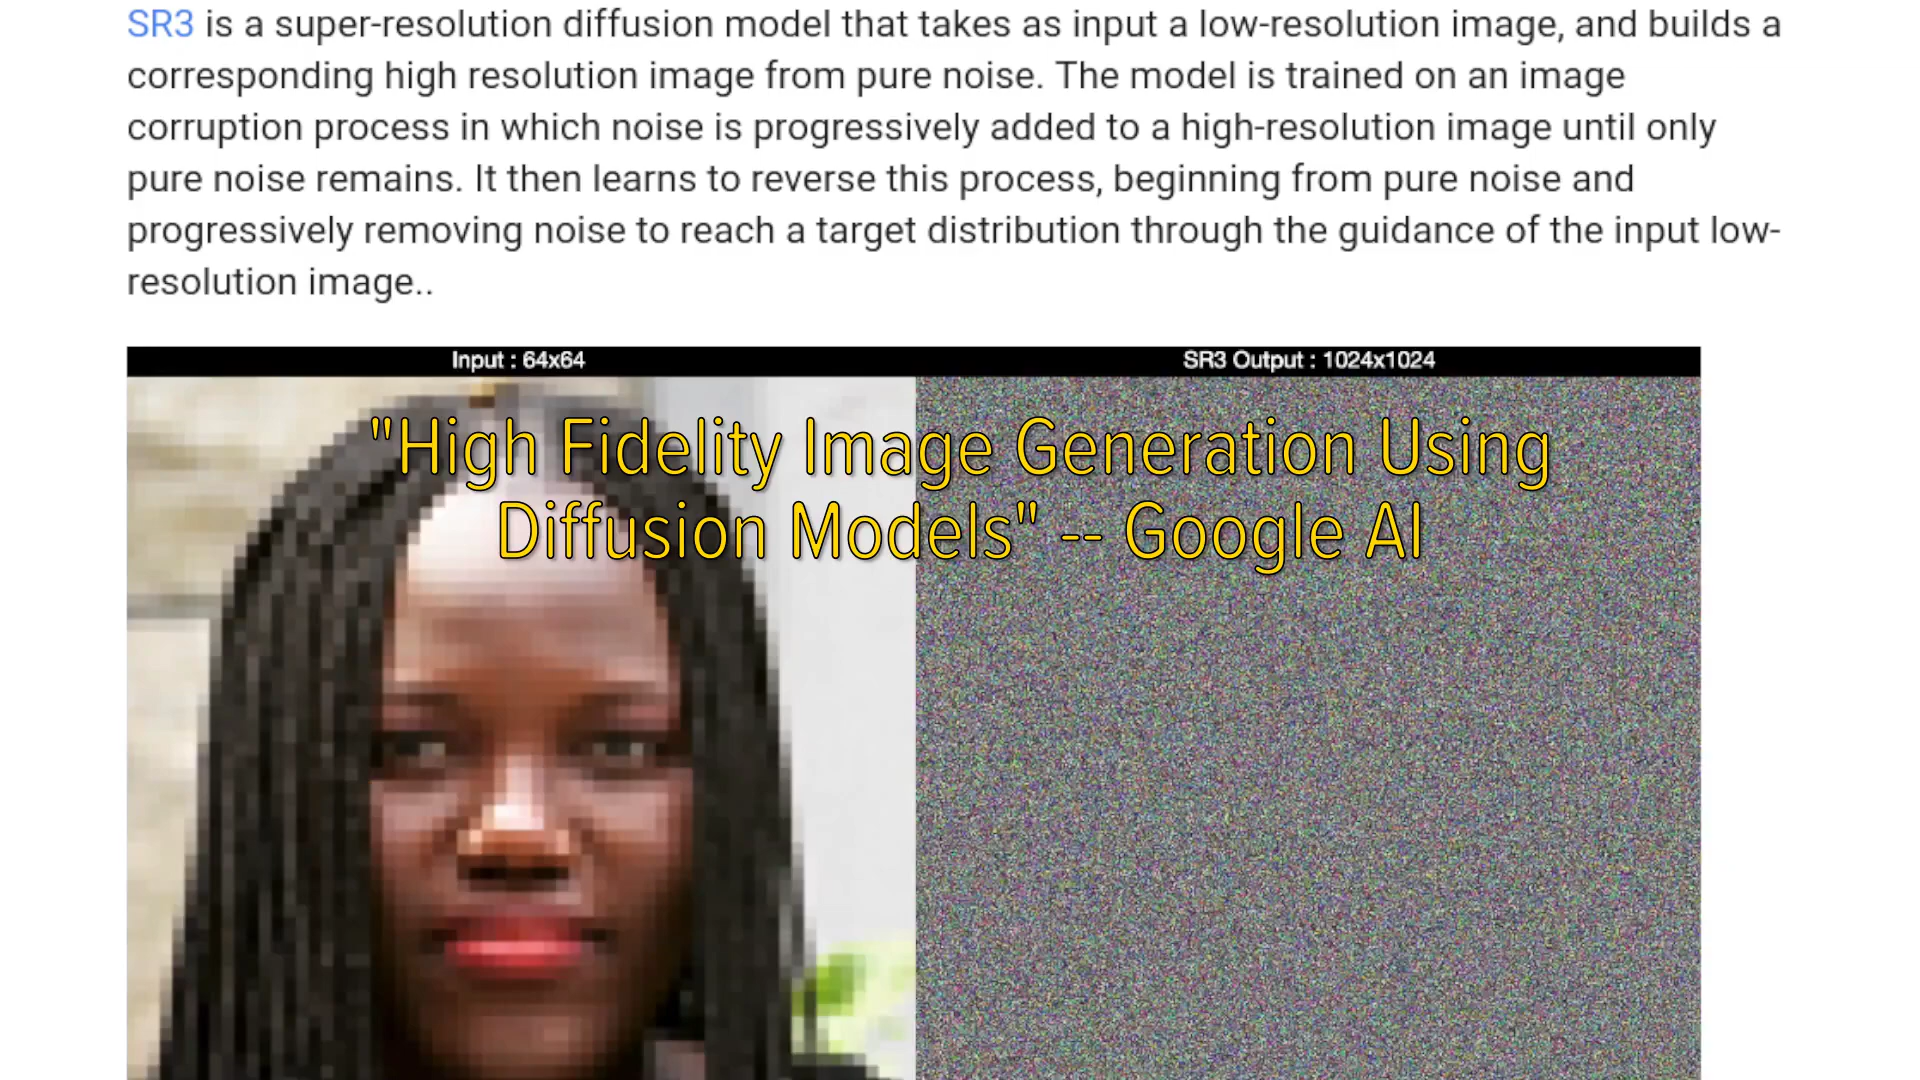 SR3 is a super-resolution diffusion model that takes as input a low-resolution image, and builds a
corresponding high resolution image from pure noise. The model is trained on an image
corruption process in which noise is progressively added to a high-resolution image until only
pure noise remains. It then learns to reverse this process, beginning from pure noise and
progressively removing noise to reach a target distribution through the guidance of the input low-
resolution image..
Input : 64x64
SR3 Output : 1024x1024
"High Fidelity Image Generation Using
Diffusion Models" -- Google AI